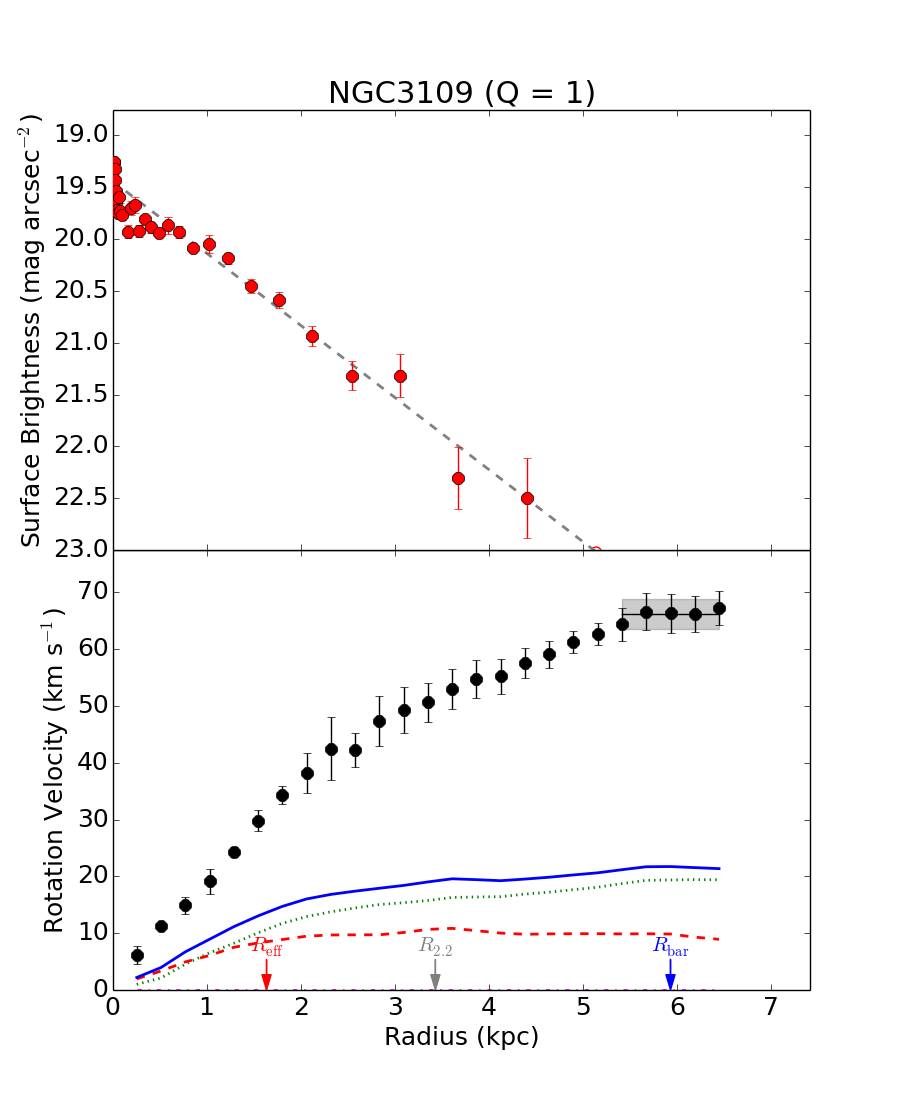 NGC3109 (Q = 1)
Surface Brightness (mag arcsec⁻²)
19.0
19.5
20.0
20.5
21.0
21.5
22.0
22.5
23.0
Rotation Velocity (km s⁻¹)
70
60
50
40
30
20
10
0
R_eff
R_2.2
R_bar
0 1 2 3 4 5 6 7
Radius (kpc)